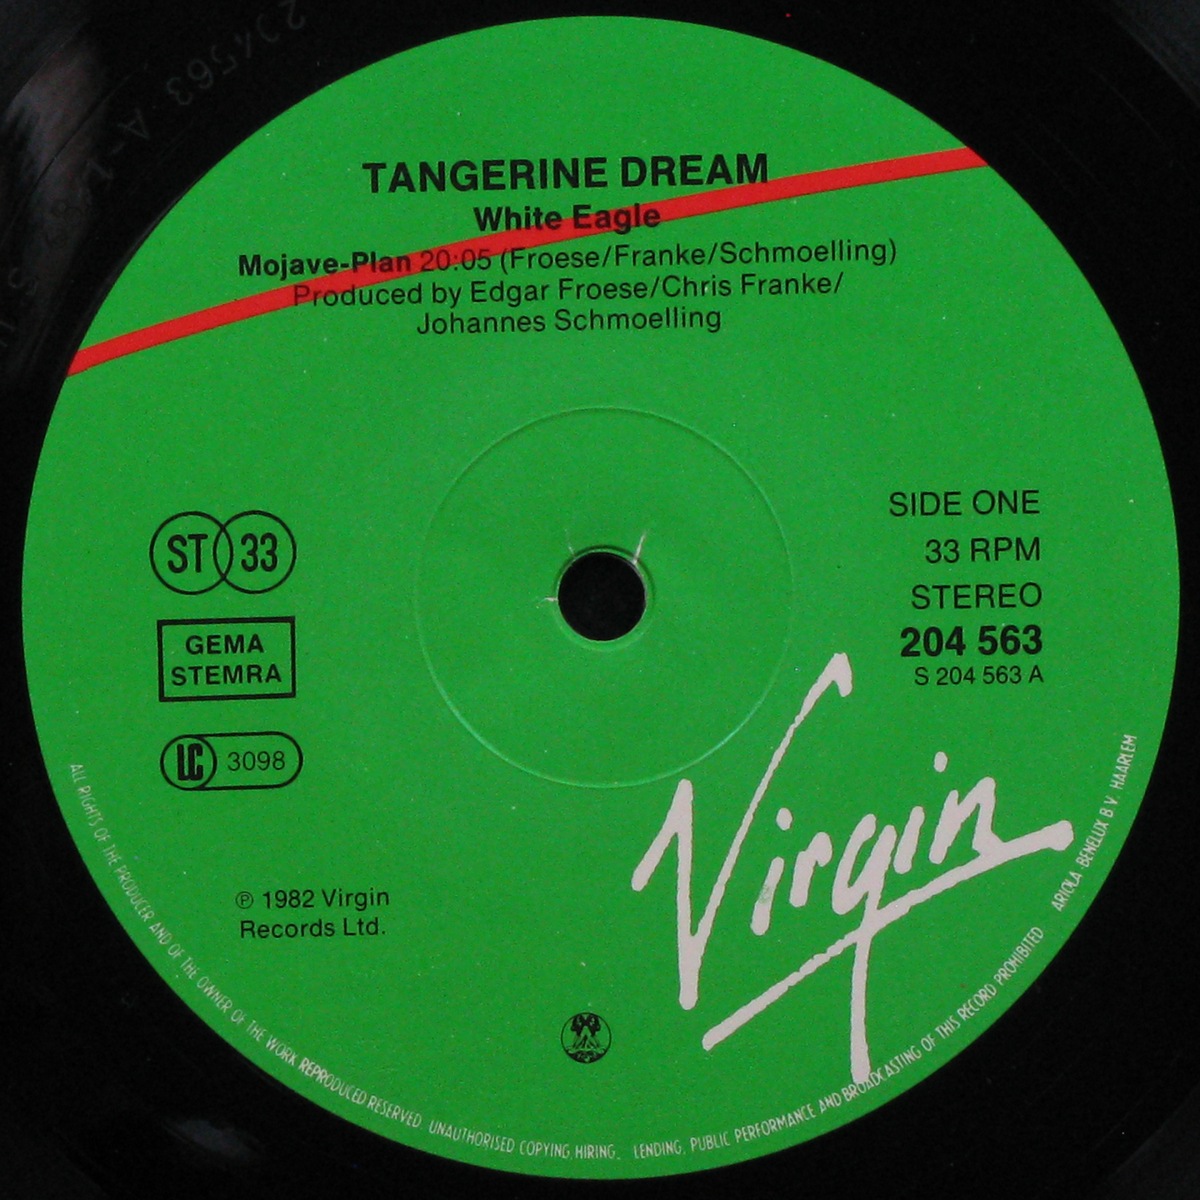 TANGERINE DREAM
White Eagle
Mojave-Plan 20:05 (Froese/Franke/Schmoelling)
Produced by Edgar Froese/Chris Franke/
Johannes Schmoelling
ST 33
GEMA
STEMRA
LC 3098
SIDE ONE
33 RPM
STEREO
204 563
S 204 563 A
Virgin
℗ 1982 Virgin
Records Ltd.
ALL RIGHTS OF THE PRODUCER AND OF THE OWNER OF THE WORK REPRODUCED RESERVED. UNAUTHORISED COPYING, HIRING, LENDING, PUBLIC PERFORMANCE AND BROADCASTING OF THIS RECORD PROHIBITED ARIOLA BENELUX B.V. HAARLEM
204563 A-1